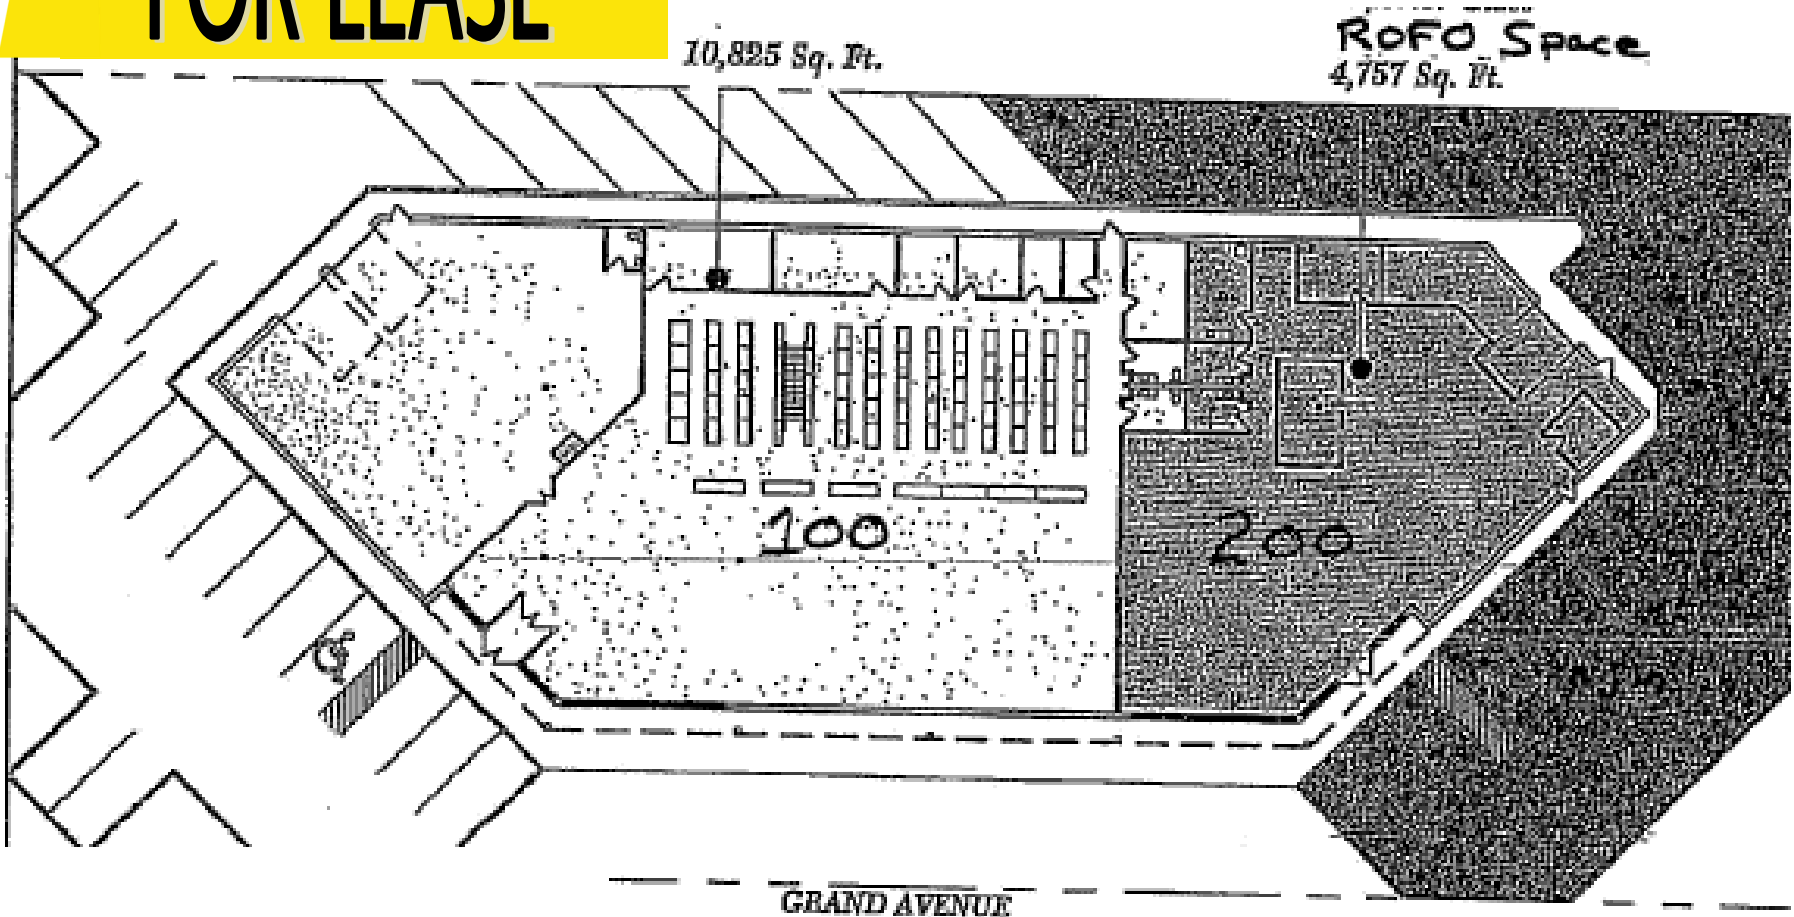 FOR LEASE
10,825 Sq. Ft.
ROFO Space
4,757 Sq. Ft.
100
200
GRAND AVENUE